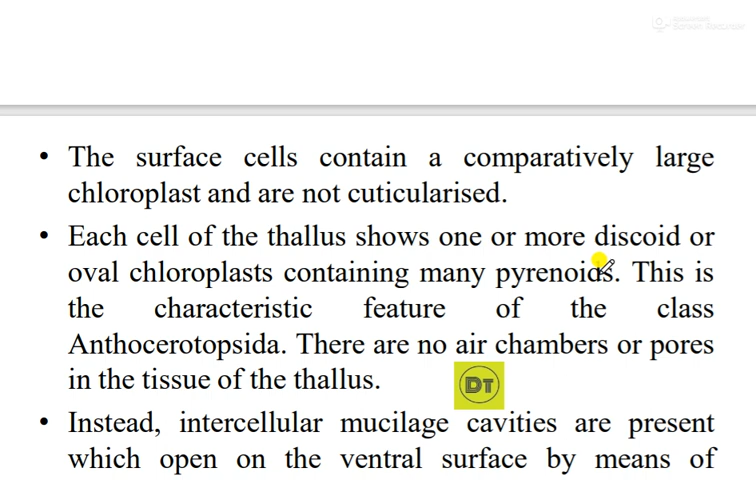 • The surface cells contain a comparatively large
chloroplast and are not cuticularised.
• Each cell of the thallus shows one or more discoid or
oval chloroplasts containing many pyrenoids. This is
the characteristic feature of the class
Anthocerotopsida. There are no air chambers or pores
in the tissue of the thallus.
DT
• Instead, intercellular mucilage cavities are present
which open on the ventral surface by means of